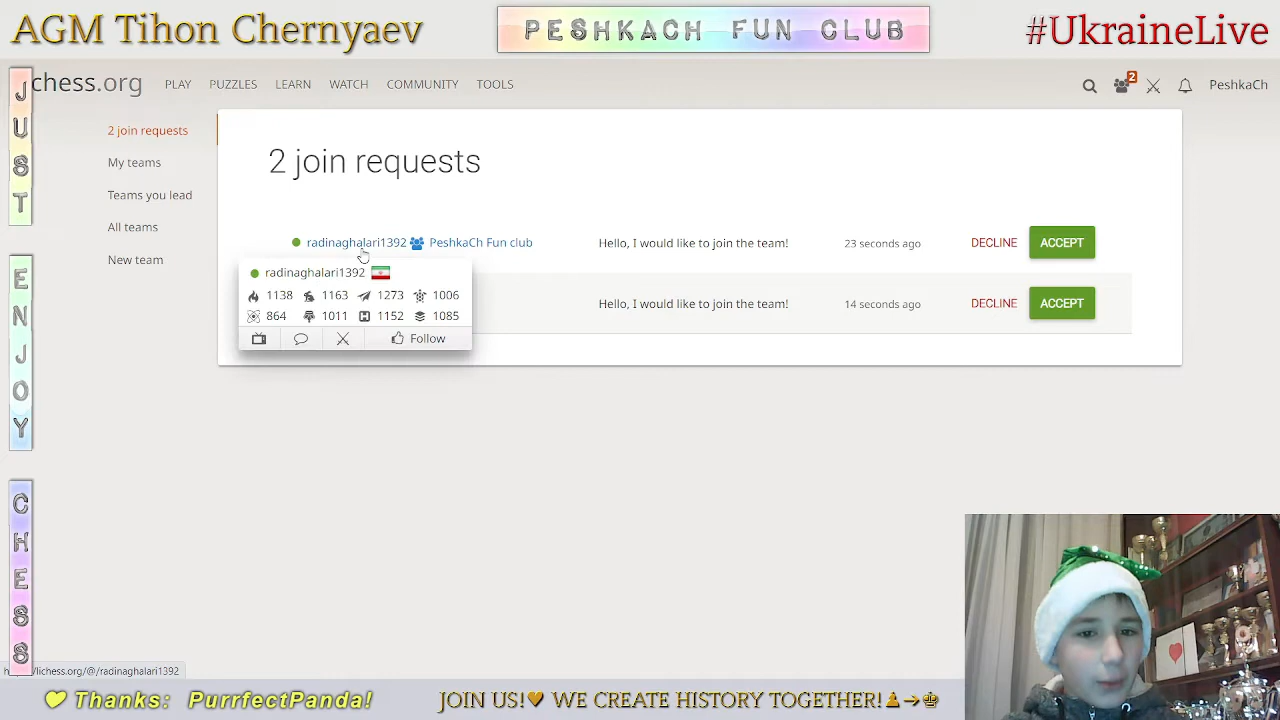 AGM Tihon Chernyaev
PESHKACH FUN CLUB
#UkraineLive
JUST
ENJOY
CHESS
chess.org
PLAY
PUZZLES
LEARN
WATCH
COMMUNITY
TOOLS
2
PeshkaCh
2 join requests
My teams
Teams you lead
All teams
New team
2 join requests
radinaghalari1392 PeshkaCh Fun club
Hello, I would like to join the team!
23 seconds ago
DECLINE
ACCEPT
radinaghalari1392
1138 1163 1273 1006
864 1011 1152 1085
Follow
Hello, I would like to join the team!
14 seconds ago
DECLINE
ACCEPT
/lichess.org/@/radinaghalari1392
Thanks: PurrfectPanda!
JOIN US!🧡 WE CREATE HISTORY TOGETHER!♟→♚